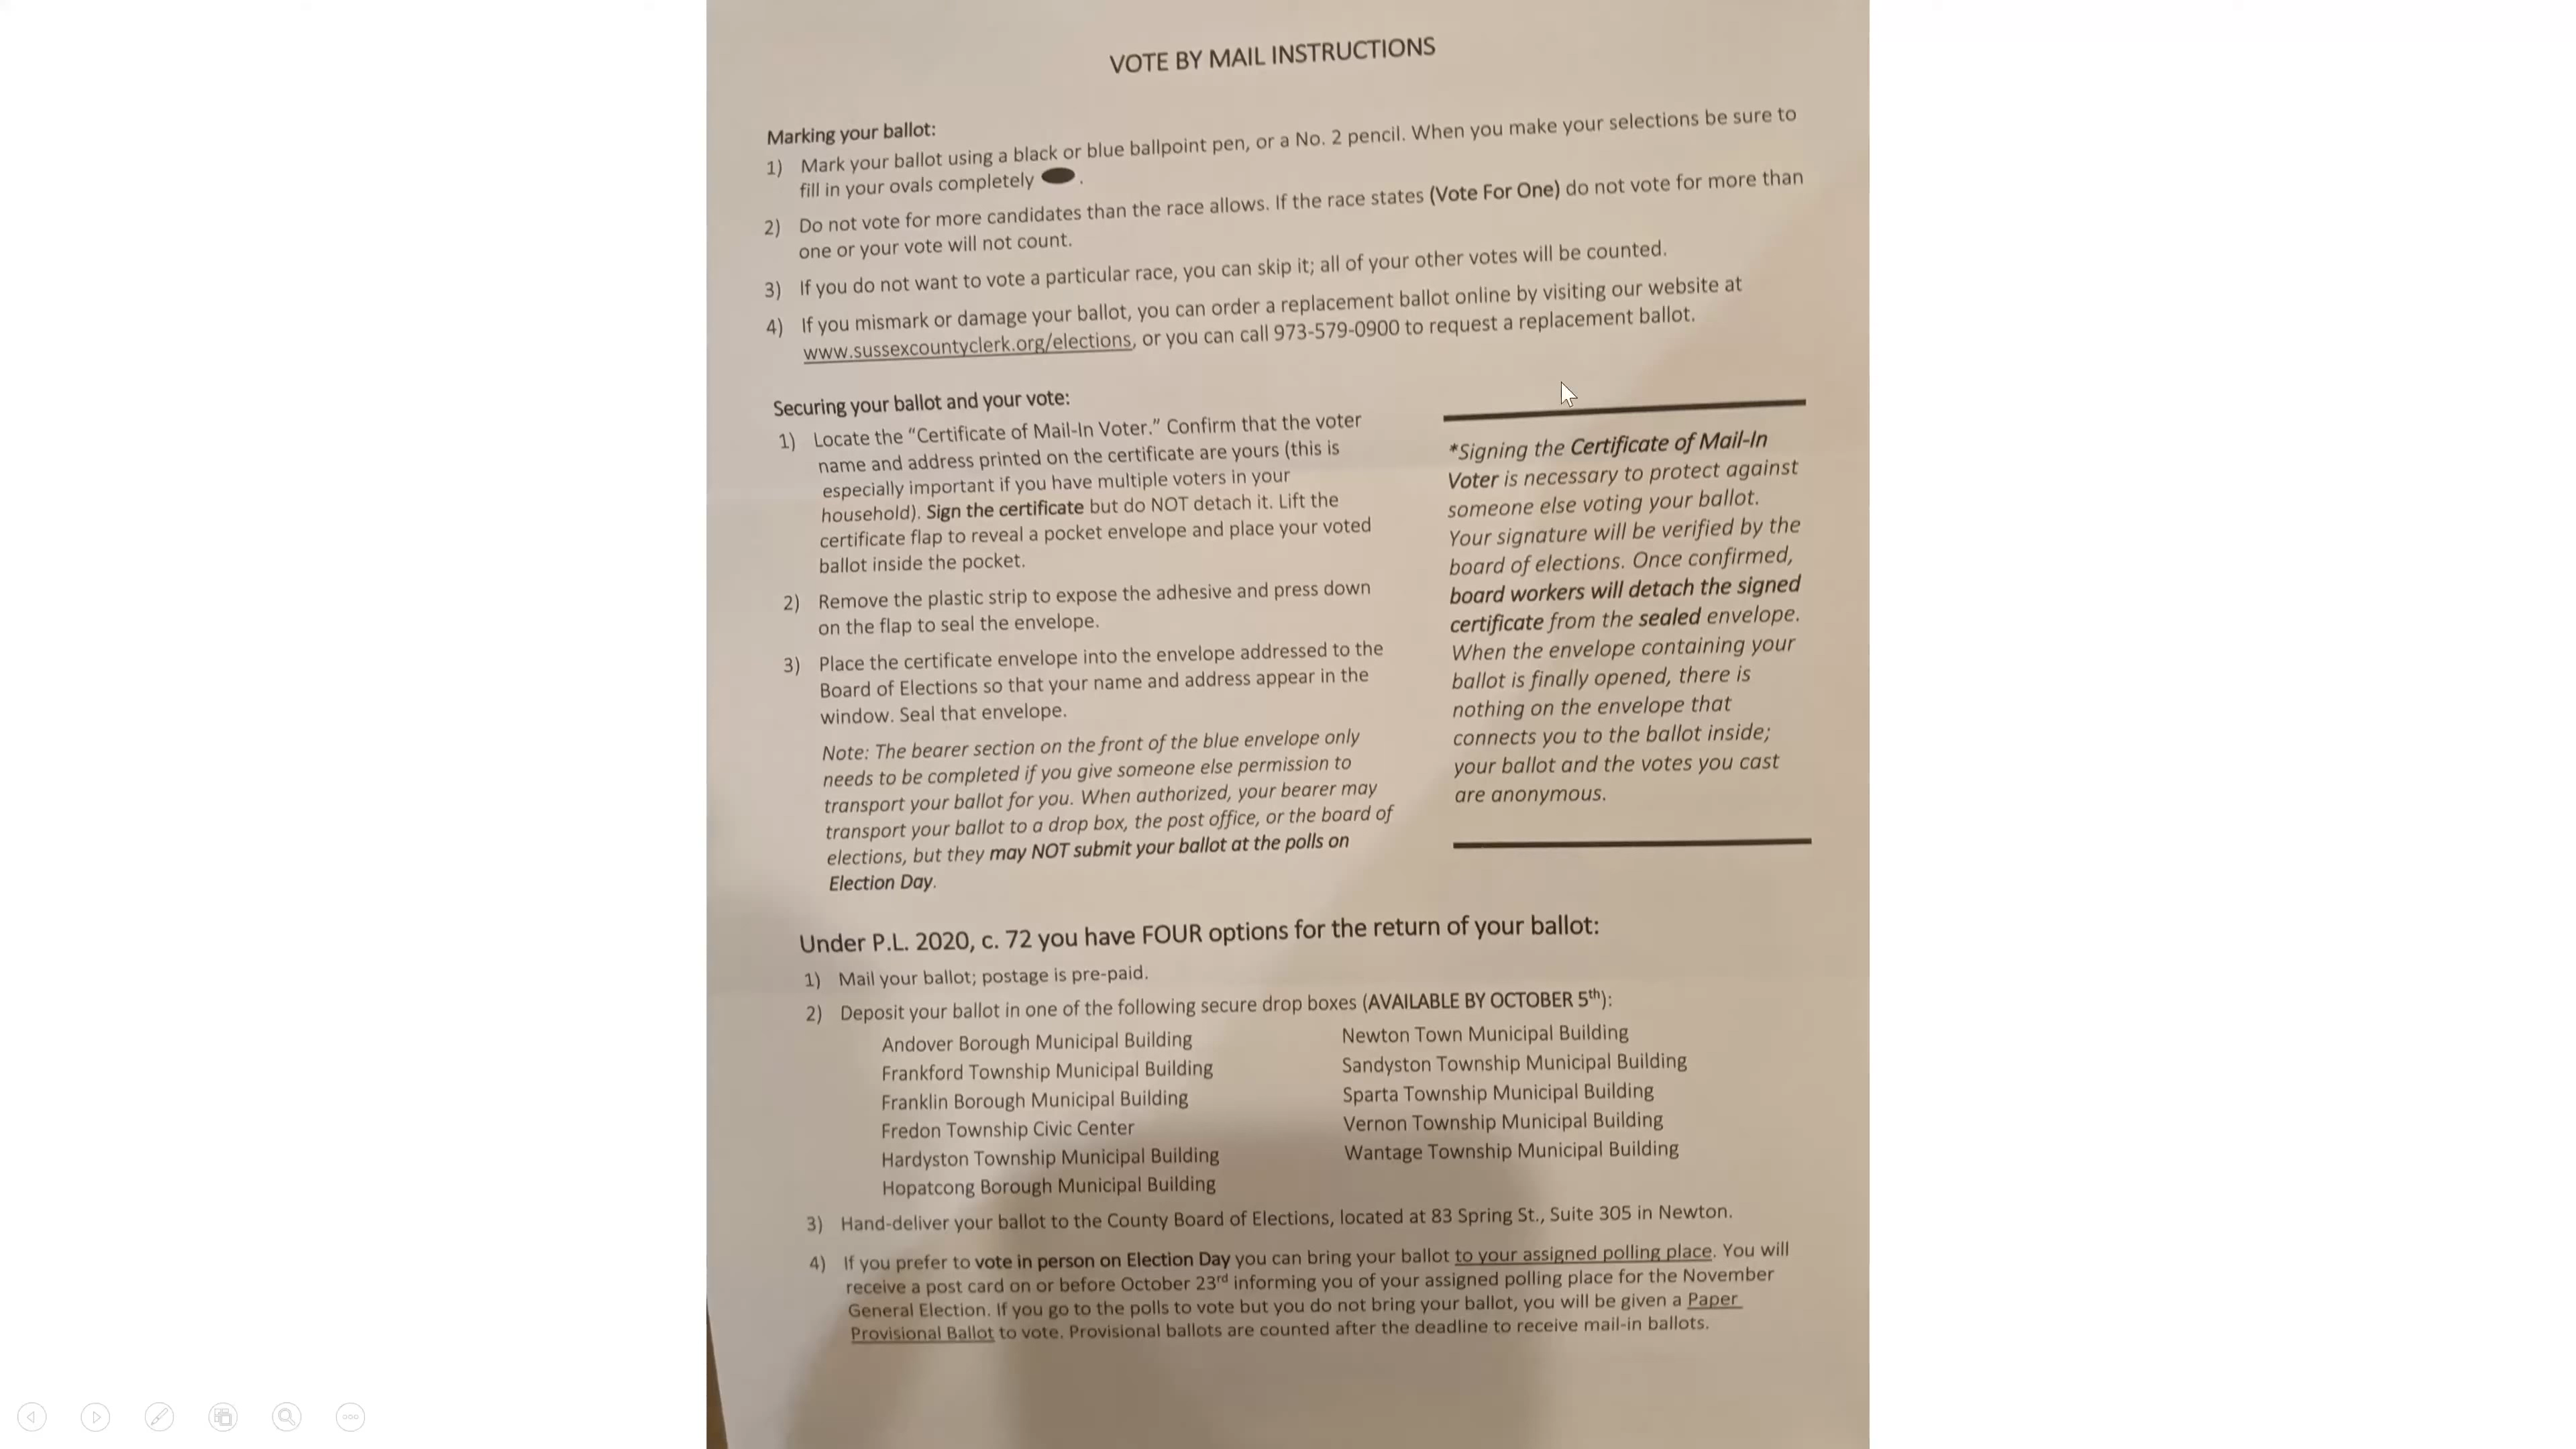 VOTE BY MAIL INSTRUCTIONS
Marking your ballot:
1) Mark your ballot using a black or blue ballpoint pen, or a No. 2 pencil. When you make your selections be sure to
fill in your ovals completely .
2) Do not vote for more candidates than the race allows. If the race states (Vote For One) do not vote for more than
one or your vote will not count.
3) If you do not want to vote a particular race, you can skip it; all of your other votes will be counted.
4) If you mismark or damage your ballot, you can order a replacement ballot online by visiting our website at
www.sussexcountyclerk.org/elections, or you can call 973-579-0900 to request a replacement ballot.
Securing your ballot and your vote:
1) Locate the “Certificate of Mail-In Voter.” Confirm that the voter
name and address printed on the certificate are yours (this is
especially important if you have multiple voters in your
household). Sign the certificate but do NOT detach it. Lift the
certificate flap to reveal a pocket envelope and place your voted
ballot inside the pocket.
2) Remove the plastic strip to expose the adhesive and press down
on the flap to seal the envelope.
3) Place the certificate envelope into the envelope addressed to the
Board of Elections so that your name and address appear in the
window. Seal that envelope.
Note: The bearer section on the front of the blue envelope only
needs to be completed if you give someone else permission to
transport your ballot for you. When authorized, your bearer may
transport your ballot to a drop box, the post office, or the board of
elections, but they may NOT submit your ballot at the polls on
Election Day.
*Signing the Certificate of Mail-In
Voter is necessary to protect against
someone else voting your ballot.
Your signature will be verified by the
board of elections. Once confirmed,
board workers will detach the signed
certificate from the sealed envelope.
When the envelope containing your
ballot is finally opened, there is
nothing on the envelope that
connects you to the ballot inside;
your ballot and the votes you cast
are anonymous.
Under P.L. 2020, c. 72 you have FOUR options for the return of your ballot:
1) Mail your ballot; postage is pre-paid.
2) Deposit your ballot in one of the following secure drop boxes (AVAILABLE BY OCTOBER 5th):
Andover Borough Municipal Building
Frankford Township Municipal Building
Franklin Borough Municipal Building
Fredon Township Civic Center
Hardyston Township Municipal Building
Hopatcong Borough Municipal Building
Newton Town Municipal Building
Sandyston Township Municipal Building
Sparta Township Municipal Building
Vernon Township Municipal Building
Wantage Township Municipal Building
3) Hand-deliver your ballot to the County Board of Elections, located at 83 Spring St., Suite 305 in Newton.
4) If you prefer to vote in person on Election Day you can bring your ballot to your assigned polling place. You will
receive a post card on or before October 23rd informing you of your assigned polling place for the November
General Election. If you go to the polls to vote but you do not bring your ballot, you will be given a Paper
Provisional Ballot to vote. Provisional ballots are counted after the deadline to receive mail-in ballots.